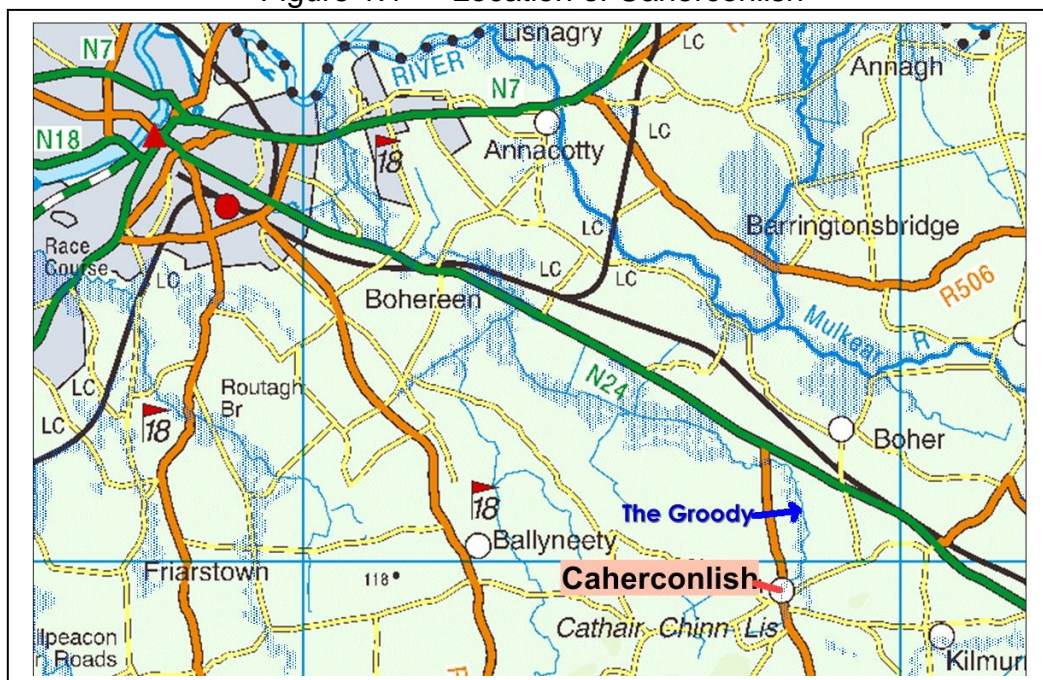 Figure 1.1 Location of Caherconlish
Lisnagry
LC
N7
RIVER
Annagh
N7
N18
18
LC
Annacotty
LC
Barringtonsbridge
Race
Course
LC
LC
LC
LC
R506
Bohereen
Mulkear R
N24
Routagh
Br
LC
18
LC
Boher
18
The Groody
Ballyneety
Friarstown
118
Caherconlish
Cathair Chinn Lis
Roads